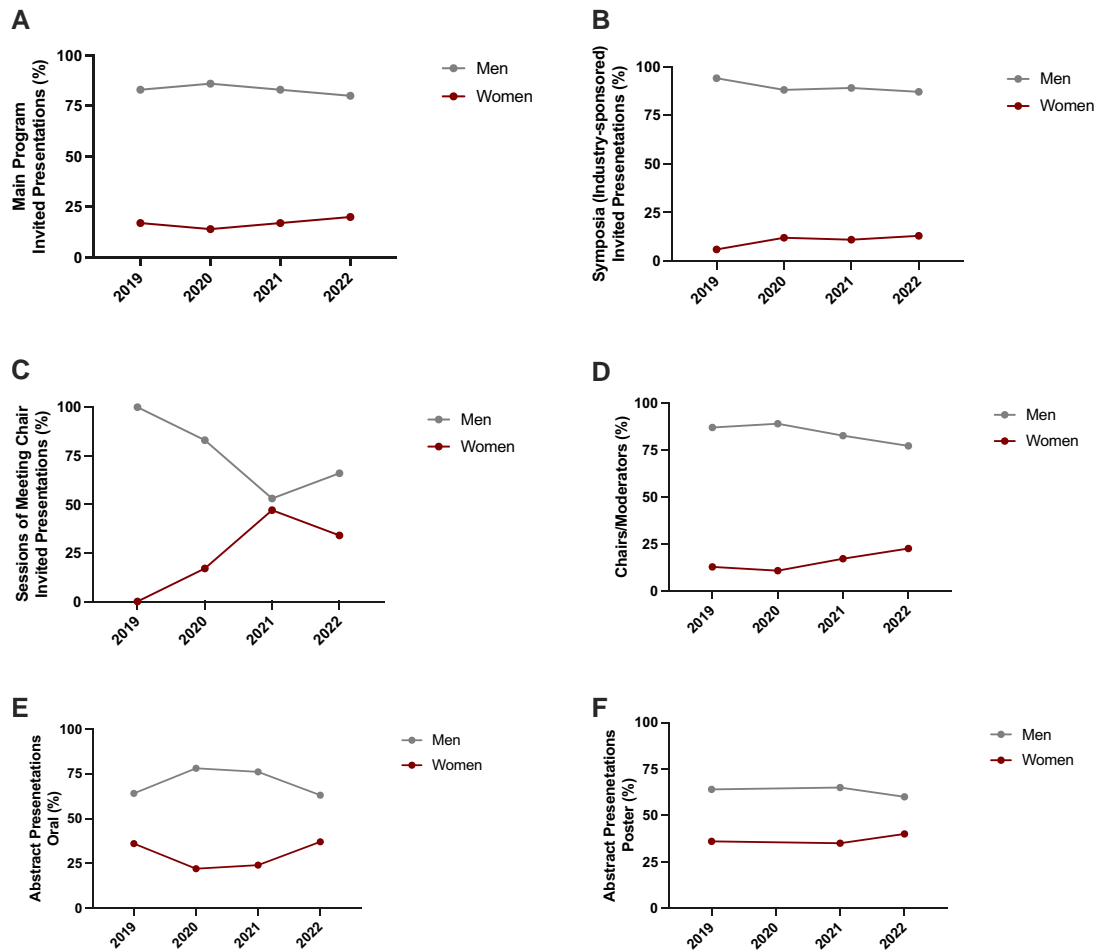 A
Main Program
Invited Presentations (%)
100
75
50
25
0
2019
2020
2021
2022
Men
Women
B
Symposia (Industry-sponsored)
Invited Presenetations (%)
100
75
50
25
0
2019
2020
2021
2022
Men
Women
C
Sessions of Meeting Chair
Invited Presentations (%)
100
75
50
25
0
2019
2020
2021
2022
Men
Women
D
Chairs/Moderators (%)
100
75
50
25
0
2019
2020
2021
2022
Men
Women
E
Abstract Presenetations
Oral (%)
100
75
50
25
0
2019
2020
2021
2022
Men
Women
F
Abstract Presenetations
Poster (%)
100
75
50
25
0
2019
2020
2021
2022
Men
Women